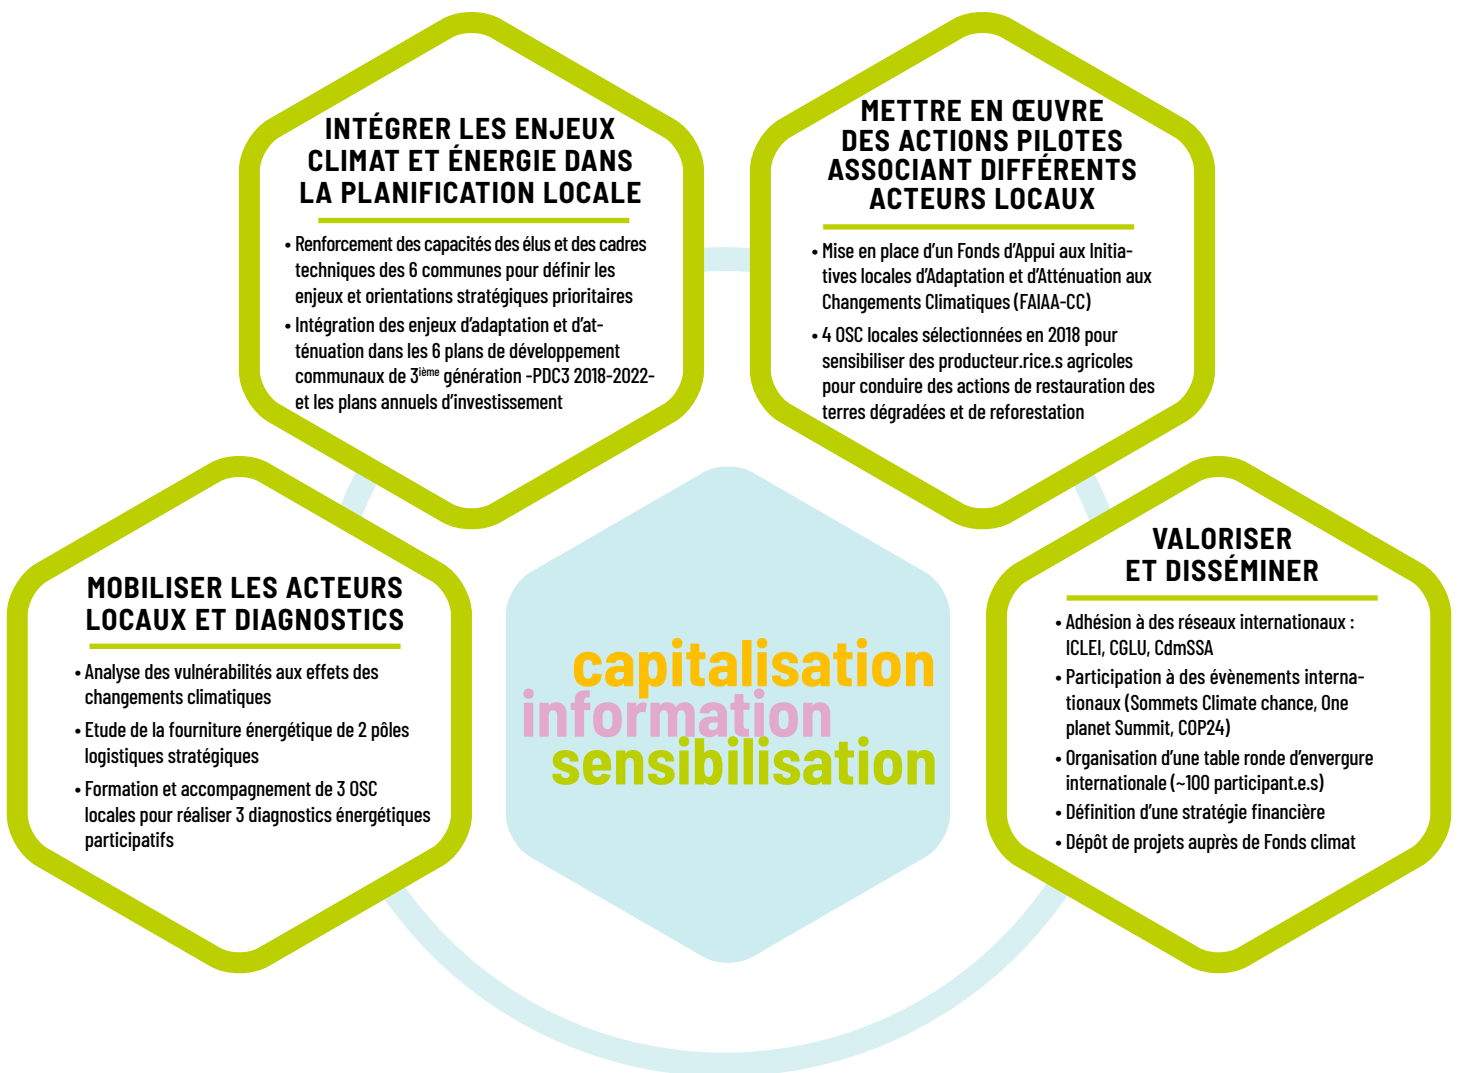 INTÉGRER LES ENJEUX
CLIMAT ET ÉNERGIE DANS
LA PLANIFICATION LOCALE
• Renforcement des capacités des élus et des cadres
techniques des 6 communes pour définir les
enjeux et orientations stratégiques prioritaires
• Intégration des enjeux d’adaptation et d’at-
ténuation dans les 6 plans de développement
communaux de 3ième génération -PDC3 2018-2022-
et les plans annuels d’investissement
METTRE EN ŒUVRE
DES ACTIONS PILOTES
ASSOCIANT DIFFÉRENTS
ACTEURS LOCAUX
• Mise en place d’un Fonds d’Appui aux Initia-
tives locales d’Adaptation et d’Atténuation aux
Changements Climatiques (FAIAA-CC)
• 4 OSC locales sélectionnées en 2018 pour
sensibiliser des producteur.rice.s agricoles
pour conduire des actions de restauration des
terres dégradées et de reforestation
MOBILISER LES ACTEURS
LOCAUX ET DIAGNOSTICS
• Analyse des vulnérabilités aux effets des
changements climatiques
• Etude de la fourniture énergétique de 2 pôles
logistiques stratégiques
• Formation et accompagnement de 3 OSC
locales pour réaliser 3 diagnostics énergétiques
participatifs
capitalisation
information
sensibilisation
VALORISER
ET DISSÉMINER
• Adhésion à des réseaux internationaux :
ICLEI, CGLU, CdmSSA
• Participation à des évènements interna-
tionaux (Sommets Climate chance, One
planet Summit, COP24)
• Organisation d’une table ronde d’envergure
internationale (~100 participant.e.s)
• Définition d’une stratégie financière
• Dépôt de projets auprès de Fonds climat